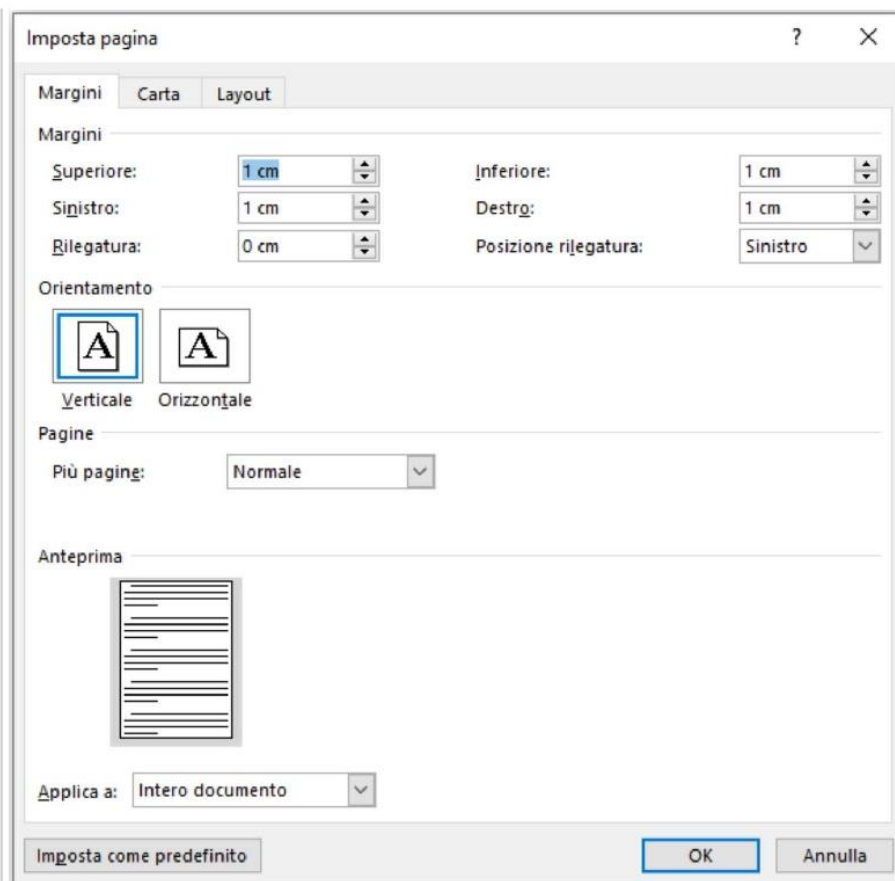 Imposta pagina ?
Margini Carta Layout
Margini
Superiore: 1 cm Inferiore: 1 cm
Sinistro: 1 cm Destro: 1 cm
Rilegatura: 0 cm Posizione rilegatura: Sinistro
Orientamento
A A
Verticale Orizzontale
Pagine
Più pagine: Normale
Anteprima
Applica a: Intero documento
Imposta come predefinito OK Annulla